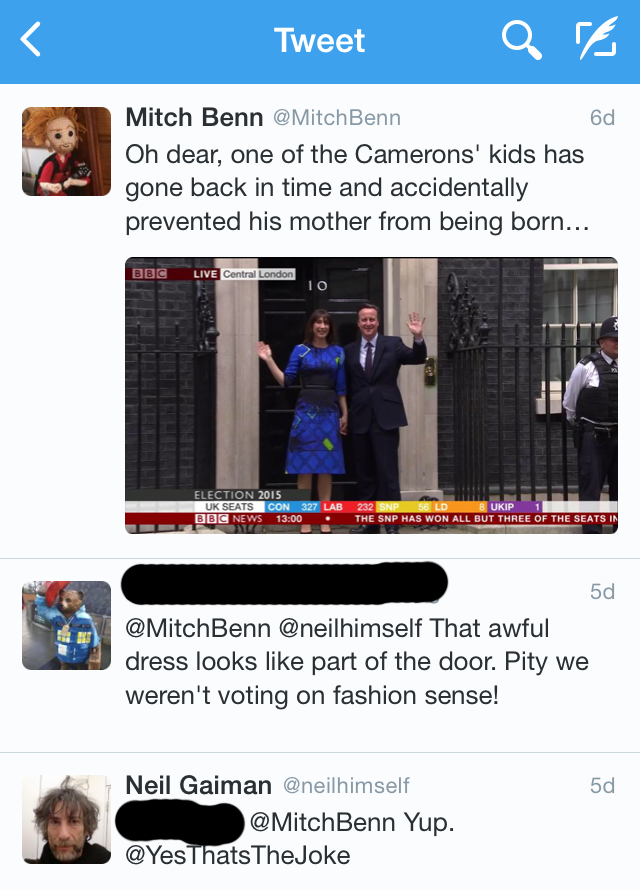 Tweet
Mitch Benn @MitchBenn 6d
Oh dear, one of the Camerons' kids has
gone back in time and accidentally
prevented his mother from being born…
BBC LIVE Central London
10
ELECTION 2015
UK SEATS CON 327 LAB 232 SNP 56 LD 8 UKIP 1
BBC NEWS 13:00 • THE SNP HAS WON ALL BUT THREE OF THE SEATS IN
5d
@MitchBenn @neilhimself That awful
dress looks like part of the door. Pity we
weren't voting on fashion sense!
Neil Gaiman @neilhimself 5d
@MitchBenn Yup.
@YesThatsTheJoke